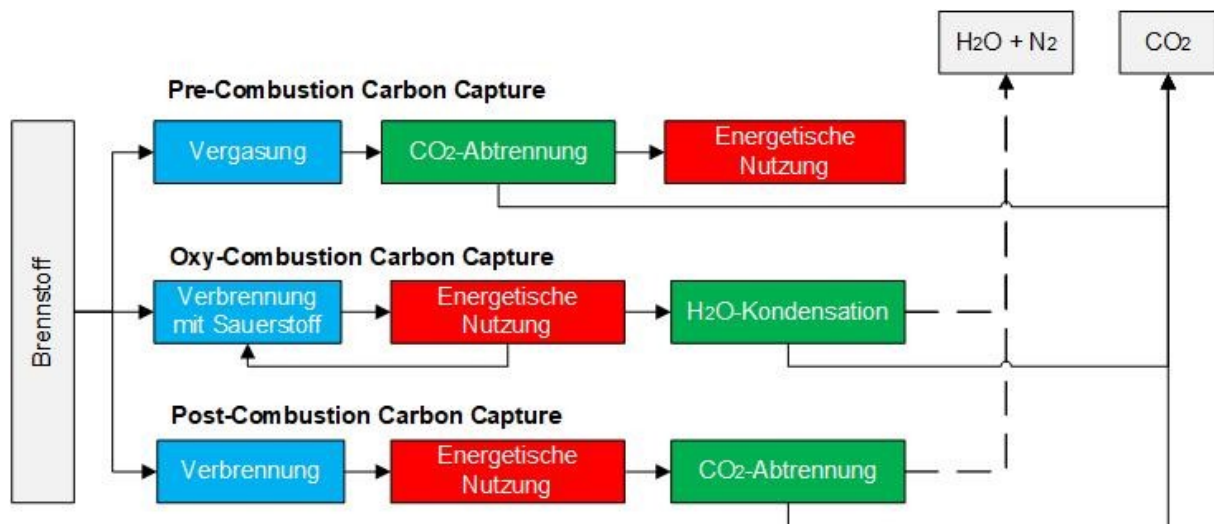 H2O + N2
CO2
Pre-Combustion Carbon Capture
Vergasung
CO2-Abtrennung
Energetische
Nutzung
Brennstoff
Oxy-Combustion Carbon Capture
Verbrennung
mit Sauerstoff
Energetische
Nutzung
H2O-Kondensation
Post-Combustion Carbon Capture
Verbrennung
Energetische
Nutzung
CO2-Abtrennung